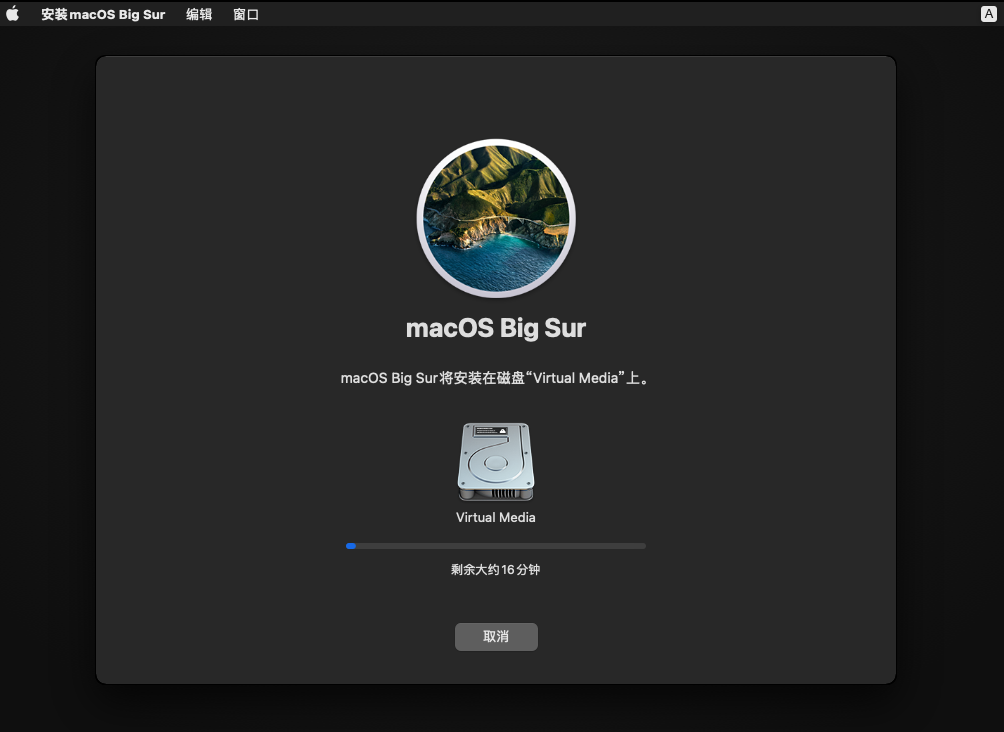 安装macOS Big Sur 编辑 窗口 A
macOS Big Sur
macOS Big Sur将安装在磁盘“Virtual Media”上。
Virtual Media
剩余大约16分钟
取消